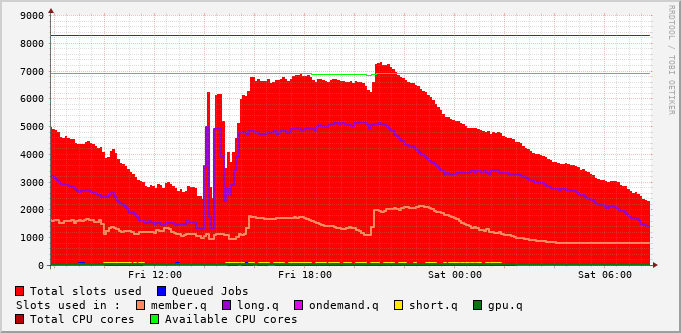 9000
8000
7000
6000
5000
4000
3000
2000
1000
0
Fri 12:00 Fri 18:00 Sat 00:00 Sat 06:00
Total slots used Queued Jobs
Slots used in : member.q long.q ondemand.q short.q gpu.q
Total CPU cores Available CPU cores
RRDTOOL / TOBI OETIKER